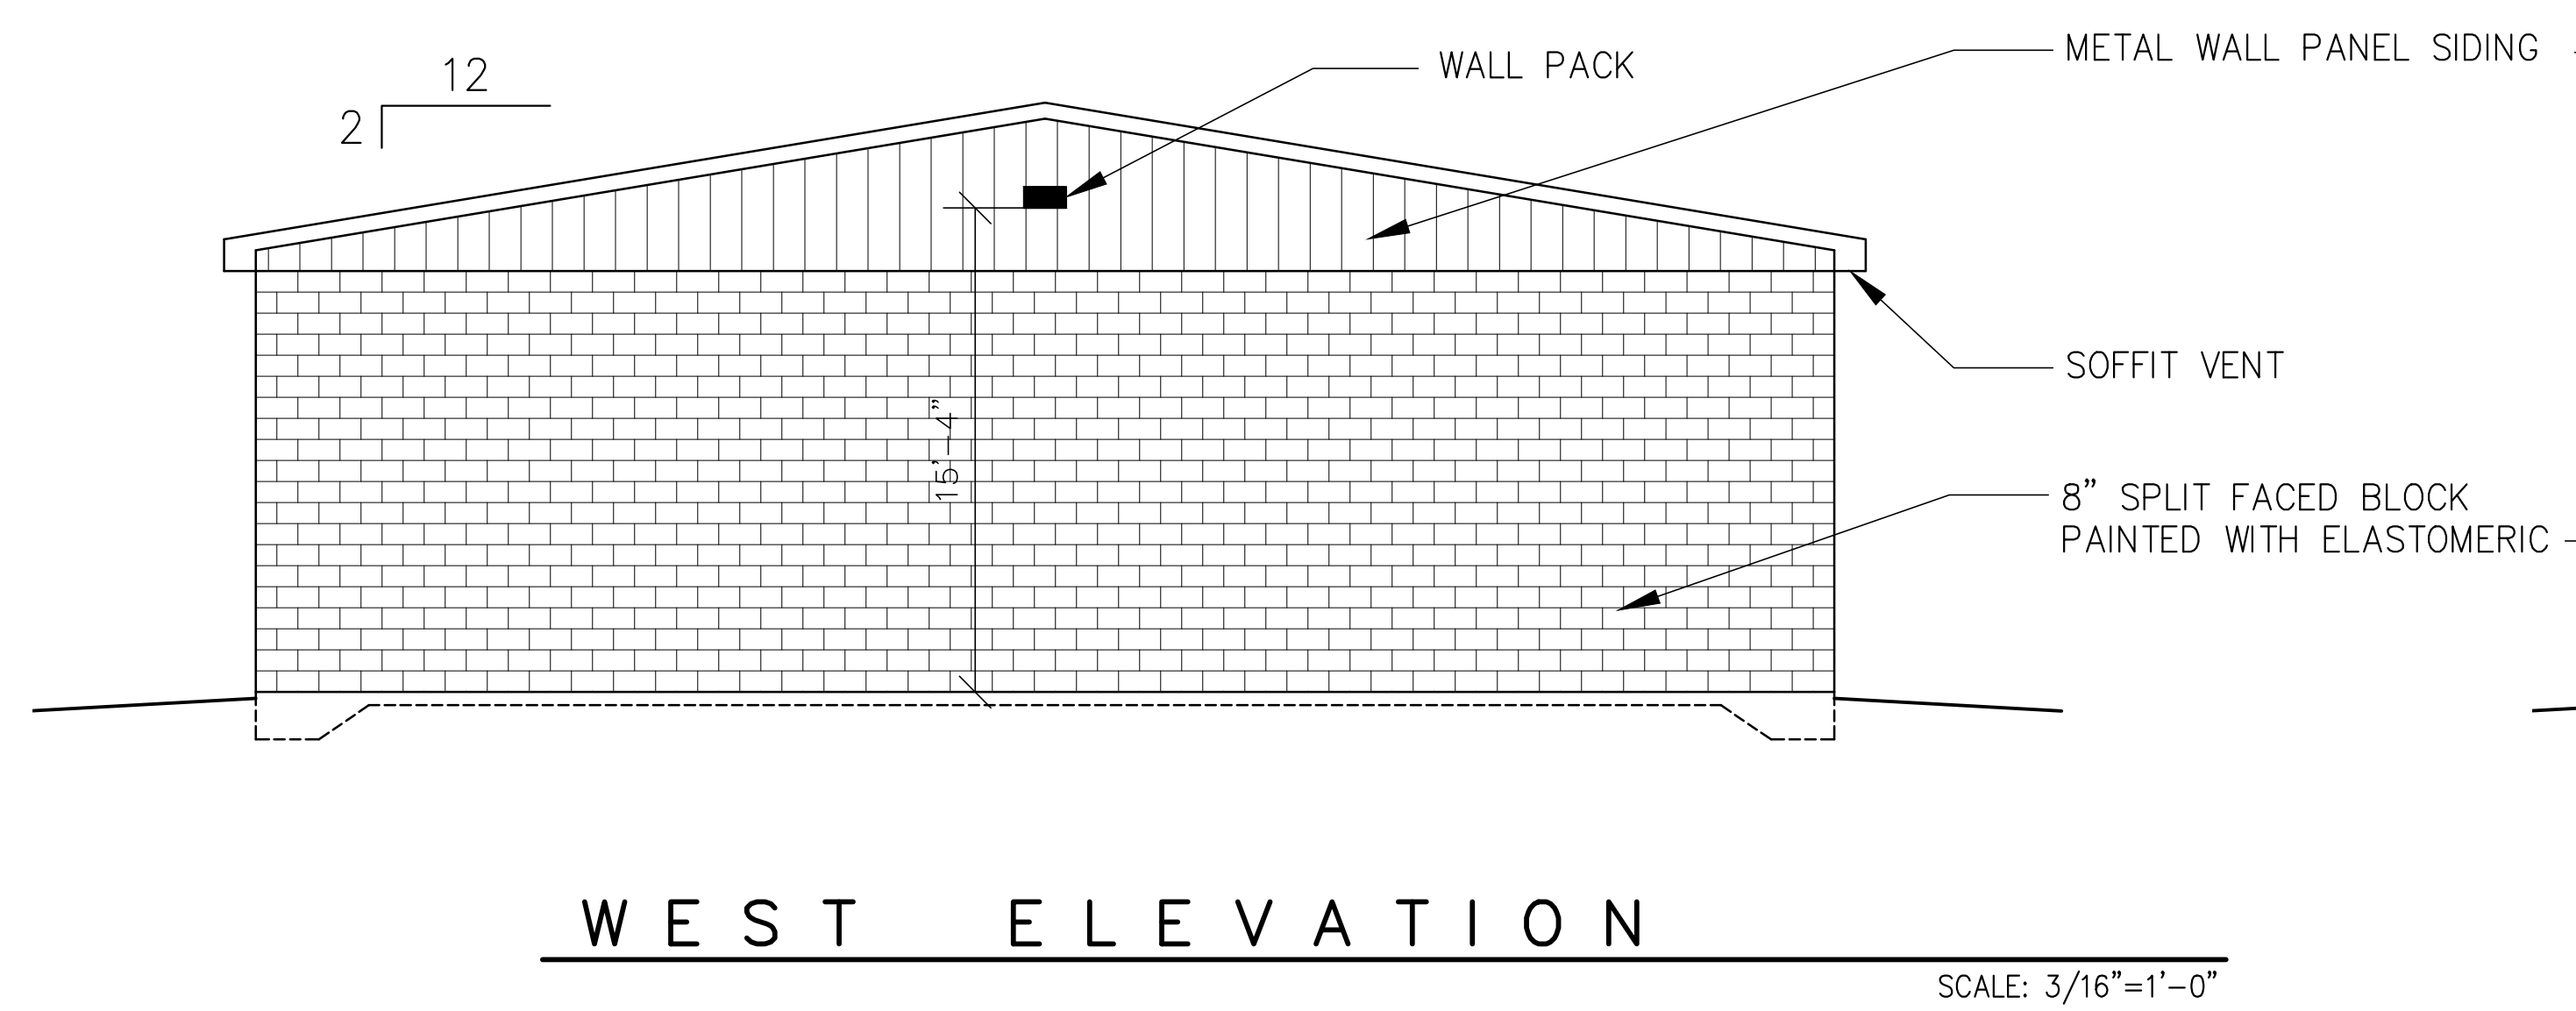 12
2
WALL PACK
METAL WALL PANEL SIDING
15'-4"
SOFFIT VENT
8" SPLIT FACED BLOCK
PAINTED WITH ELASTOMERIC
WEST ELEVATION
SCALE: 3/16"=1'-0"